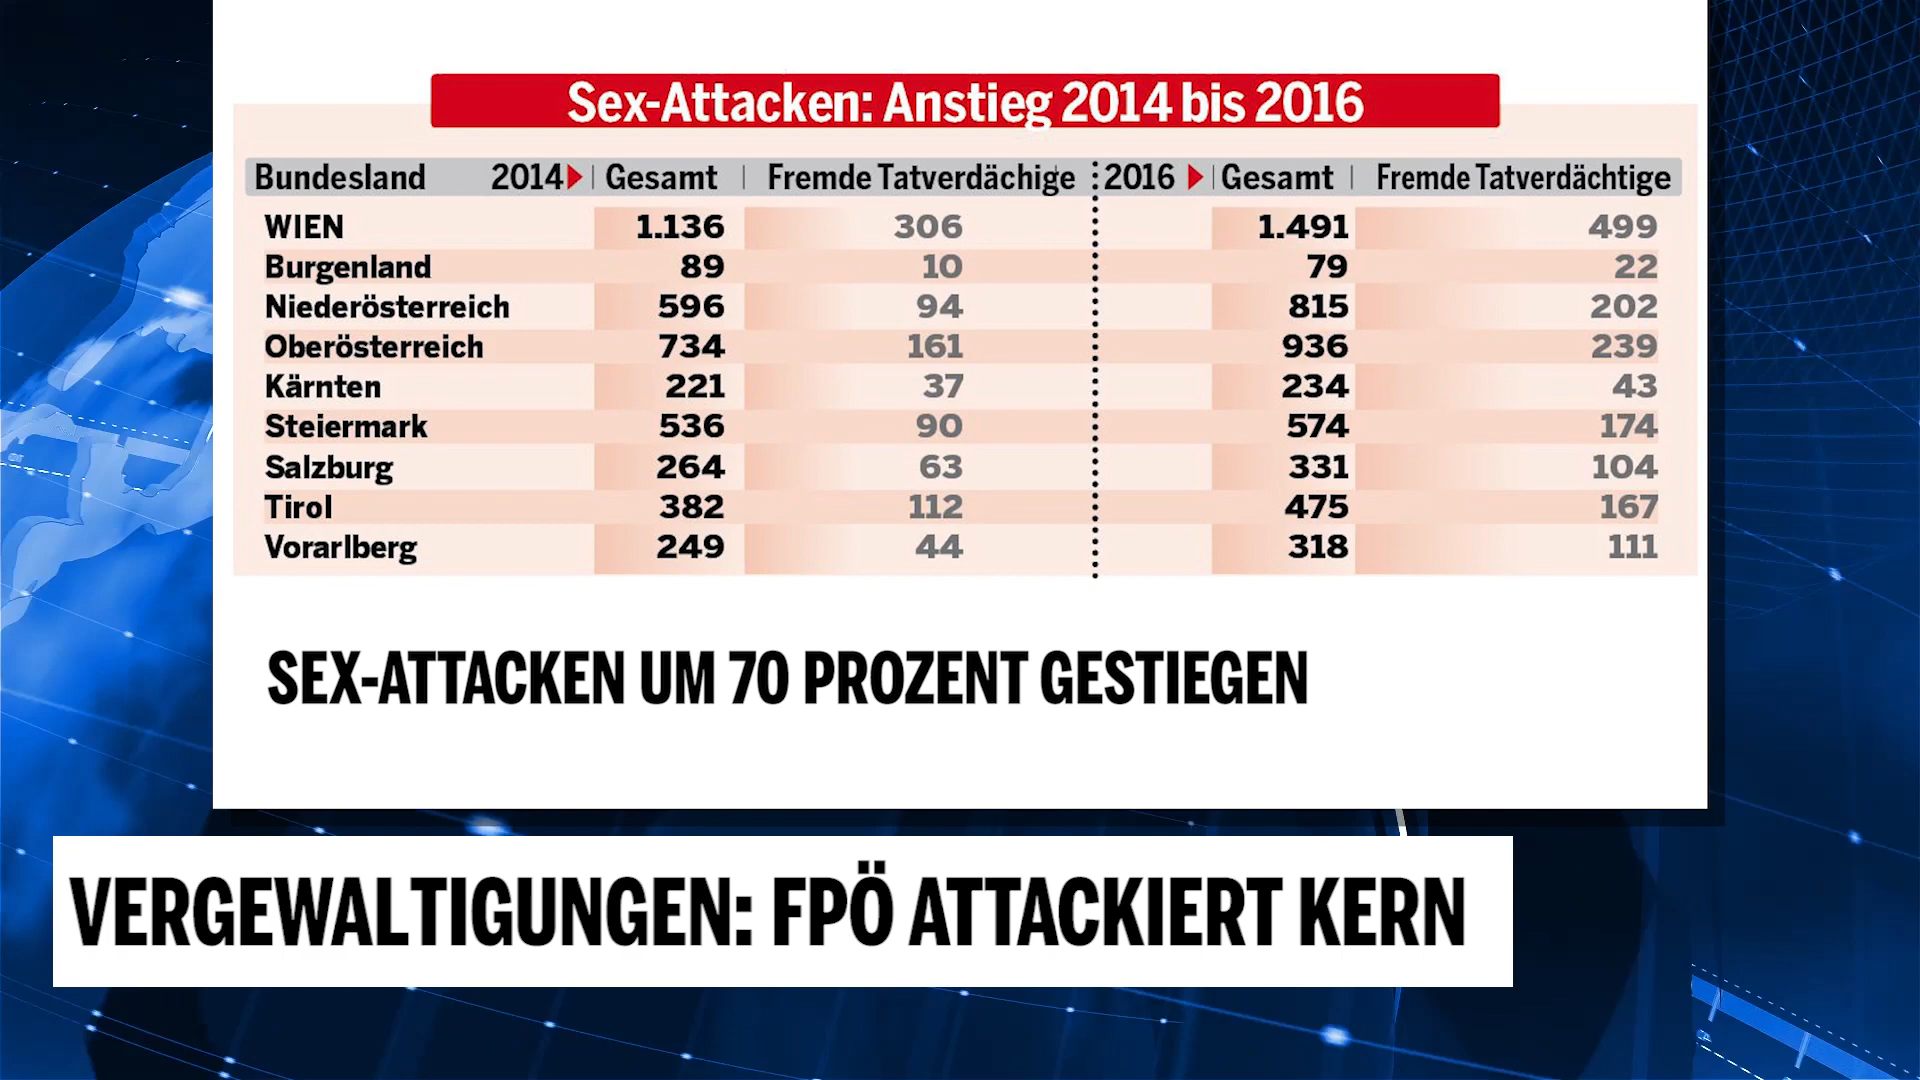 Sex-Attacken: Anstieg 2014 bis 2016
Bundesland 2014 Gesamt Fremde Tatverdächige 2016 Gesamt Fremde Tatverdächtige
WIEN 1.136 306 1.491 499
Burgenland 89 10 79 22
Niederösterreich 596 94 815 202
Oberösterreich 734 161 936 239
Kärnten 221 37 234 43
Steiermark 536 90 574 174
Salzburg 264 63 331 104
Tirol 382 112 475 167
Vorarlberg 249 44 318 111
SEX-ATTACKEN UM 70 PROZENT GESTIEGEN
VERGEWALTIGUNGEN: FPÖ ATTACKIERT KERN